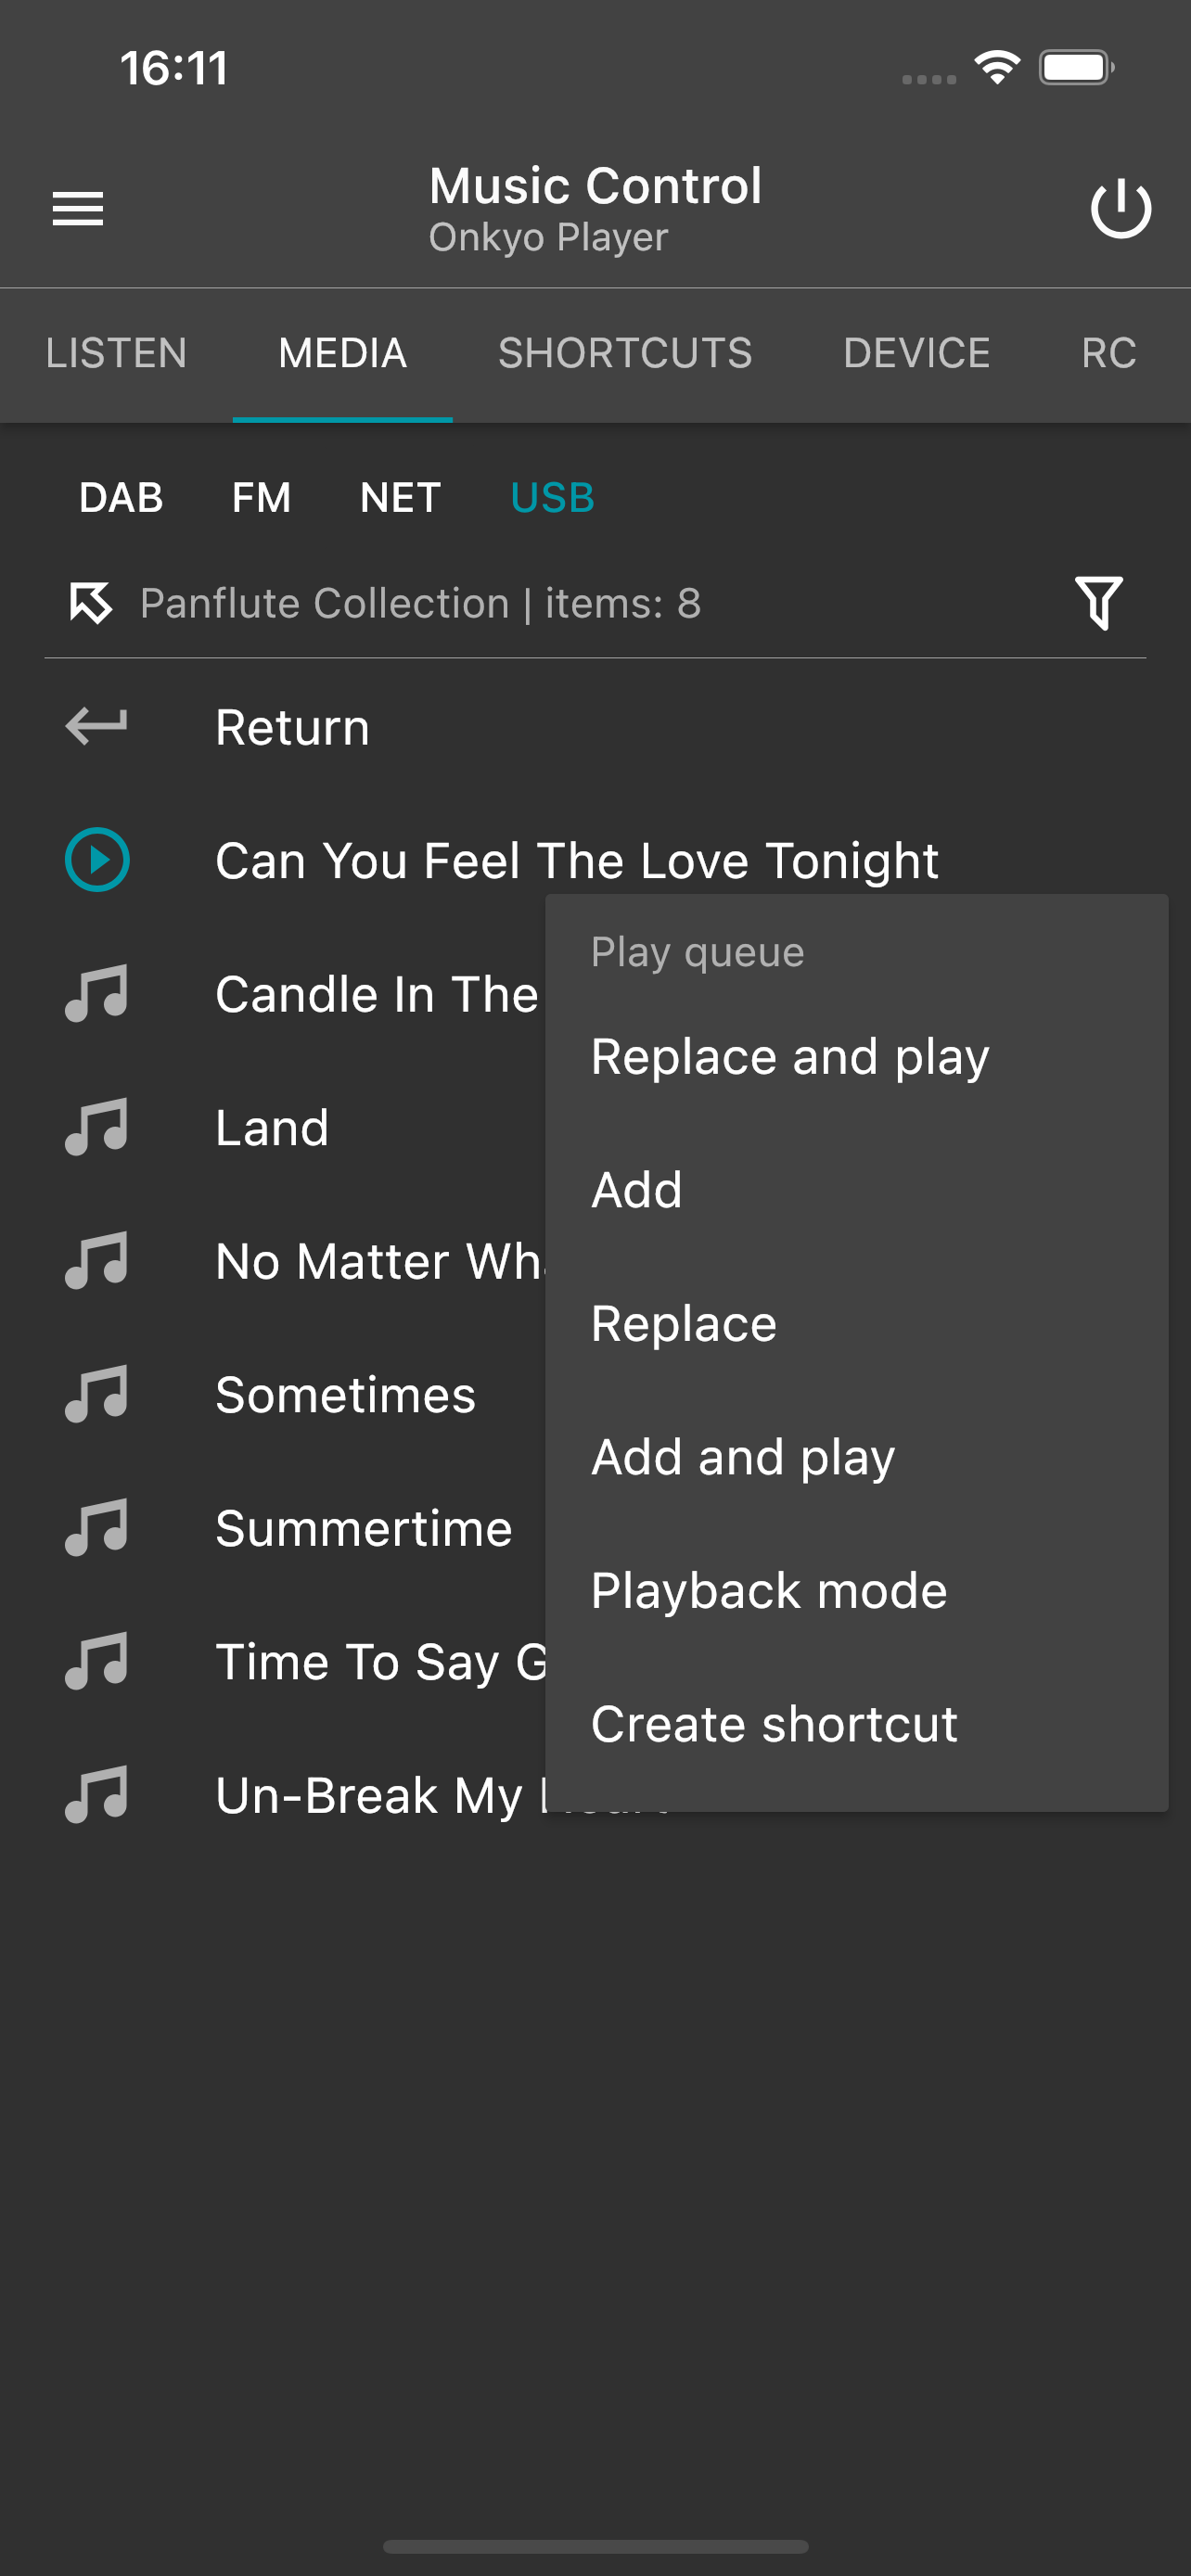 16:11
Music Control
Onkyo Player
LISTEN MEDIA SHORTCUTS DEVICE RC
DAB FM NET USB
Panflute Collection | items: 8
Return
Can You Feel The Love Tonight
Candle In The
Land
No Matter
Sometimes
Summertime
Time To Say
Un-Break My
Play queue
Replace and play
Add
Replace
Add and play
Playback mode
Create shortcut